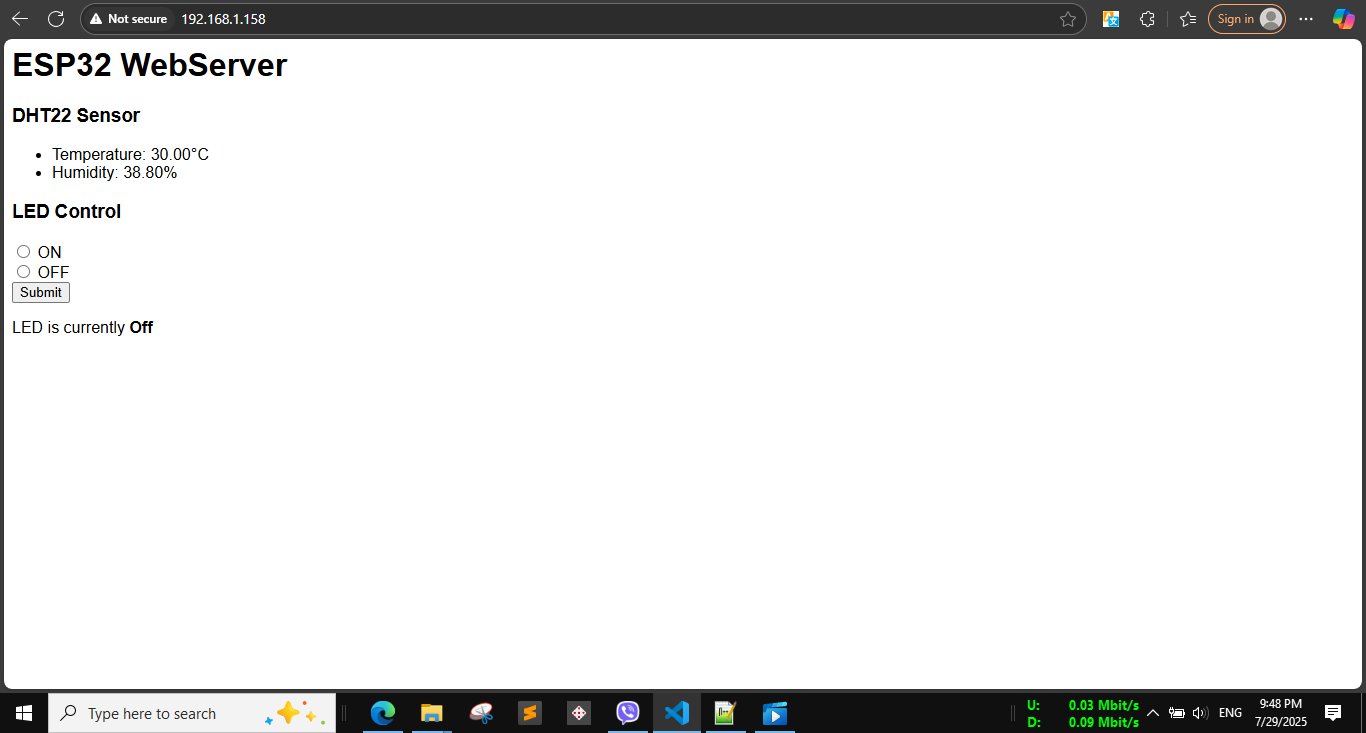 Not secure 192.168.1.158 Sign in
ESP32 WebServer
DHT22 Sensor
Temperature: 30.00°C
Humidity: 38.80%
LED Control
ON
OFF
Submit
LED is currently Off
Type here to search
U: 0.03 Mbit/s
D: 0.09 Mbit/s
ENG
9:48 PM
7/29/2025